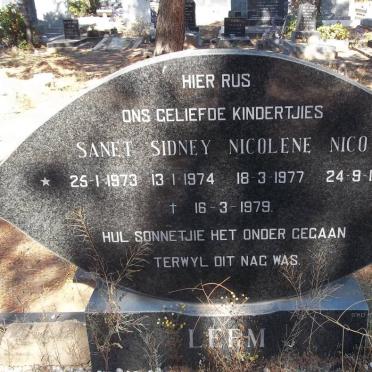 HIER RUS
ONS GELIEFDE KINDERTJIES
SANET SIDNEY NICOLENE NICO
★ 25-1-1973 13-1-1974 18-3-1977 24-9-1
† 16-3-1979.
HUL SONNETJIE HET ONDER GEGAAN
TERWYL DIT NAG WAS.